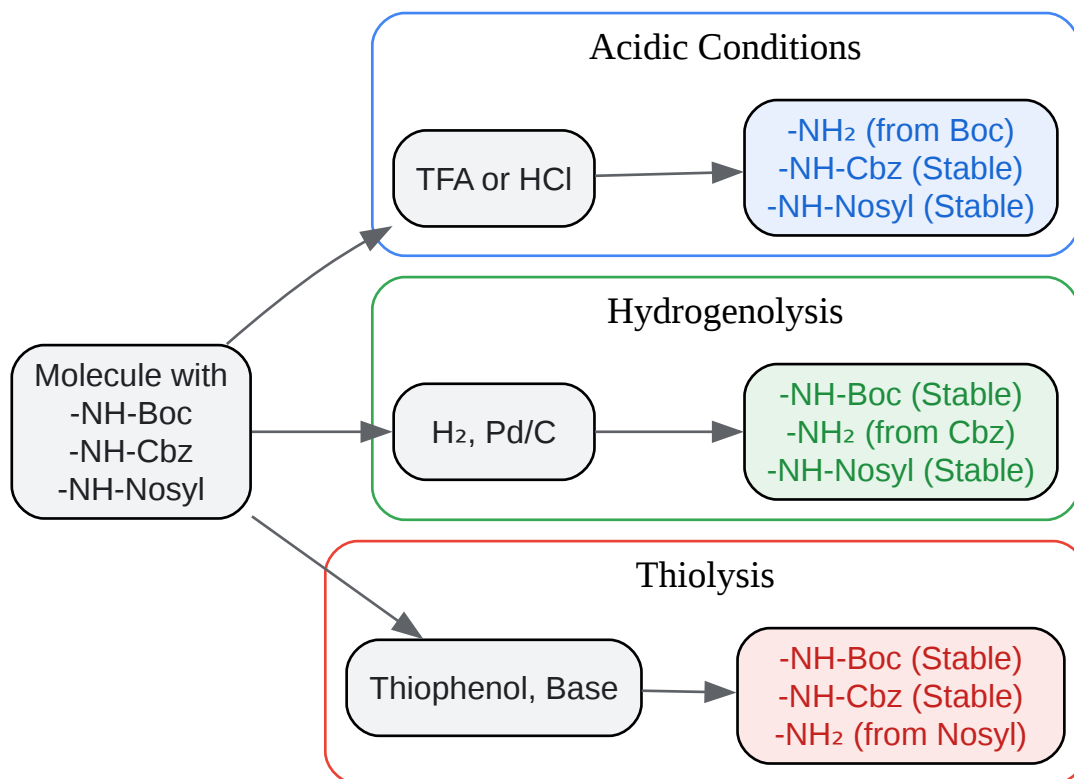 Molecule with
-NH-Boc
-NH-Cbz
-NH-Nosyl
Acidic Conditions
TFA or HCl
-NH₂ (from Boc)
-NH-Cbz (Stable)
-NH-Nosyl (Stable)
Hydrogenolysis
H₂, Pd/C
-NH-Boc (Stable)
-NH₂ (from Cbz)
-NH-Nosyl (Stable)
Thiolysis
Thiophenol, Base
-NH-Boc (Stable)
-NH-Cbz (Stable)
-NH₂ (from Nosyl)